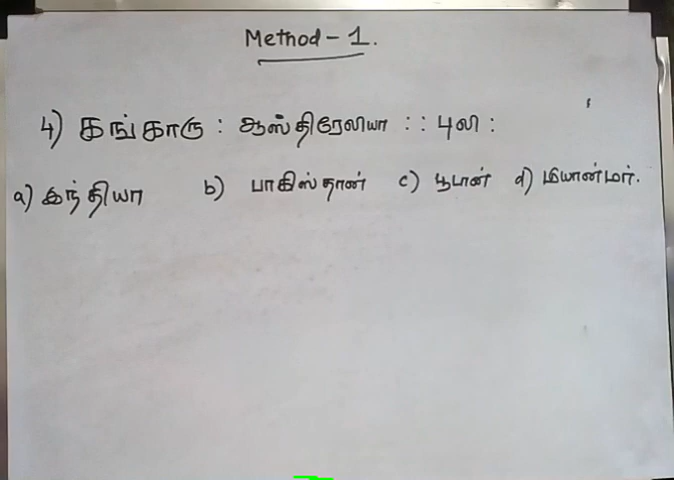 Method - 1.
4) கங்காரு : ஆஸ்திரேலியா :: புலி :
a) இந்தியா b) பாகிஸ்தான் c) பூடான் d) மியான்மர்.